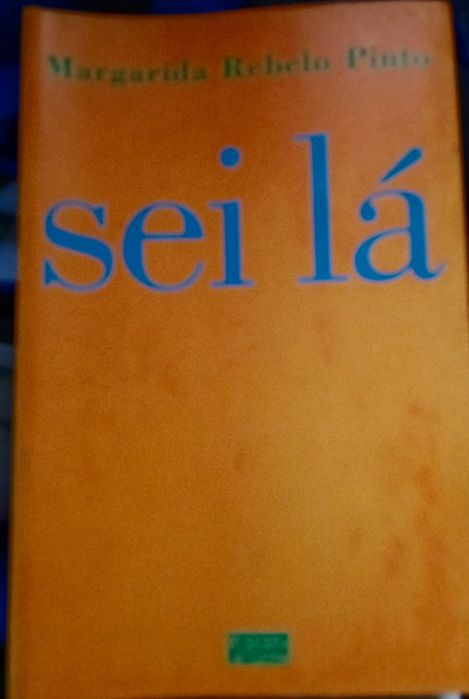 Margarida Rebelo Pinto
sei lá